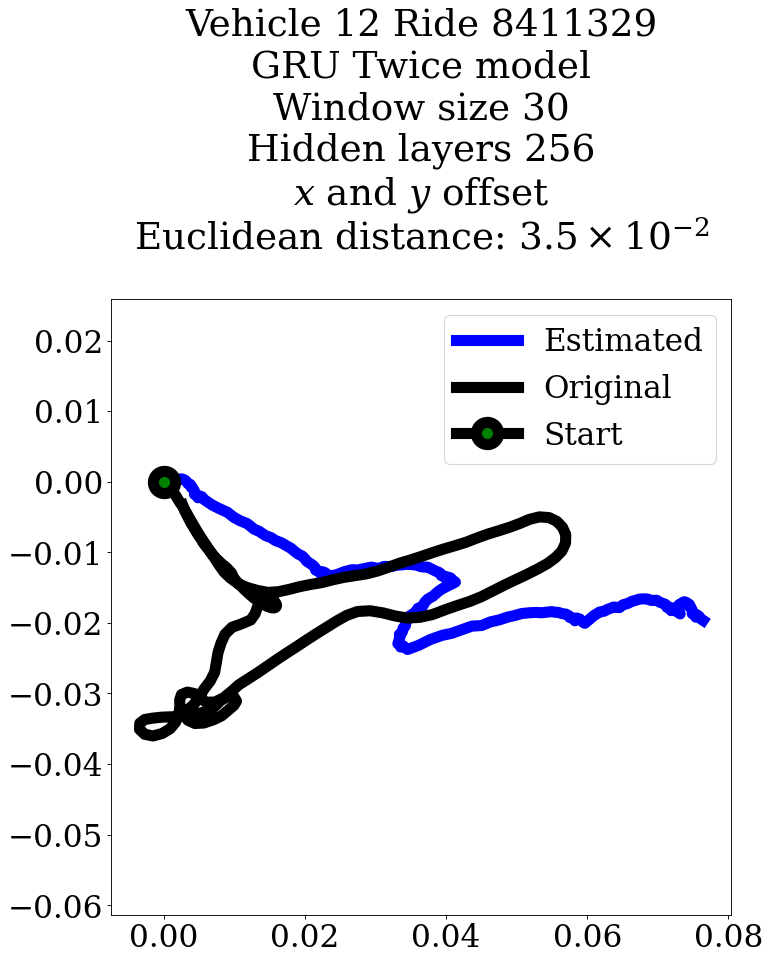 Vehicle 12 Ride 8411329
GRU Twice model
Window size 30
Hidden layers 256
x and y offset
Euclidean distance: 3.5 × 10⁻²
Estimated
Original
Start
0.02
0.01
0.00
−0.01
−0.02
−0.03
−0.04
−0.05
−0.06
0.00 0.02 0.04 0.06 0.08